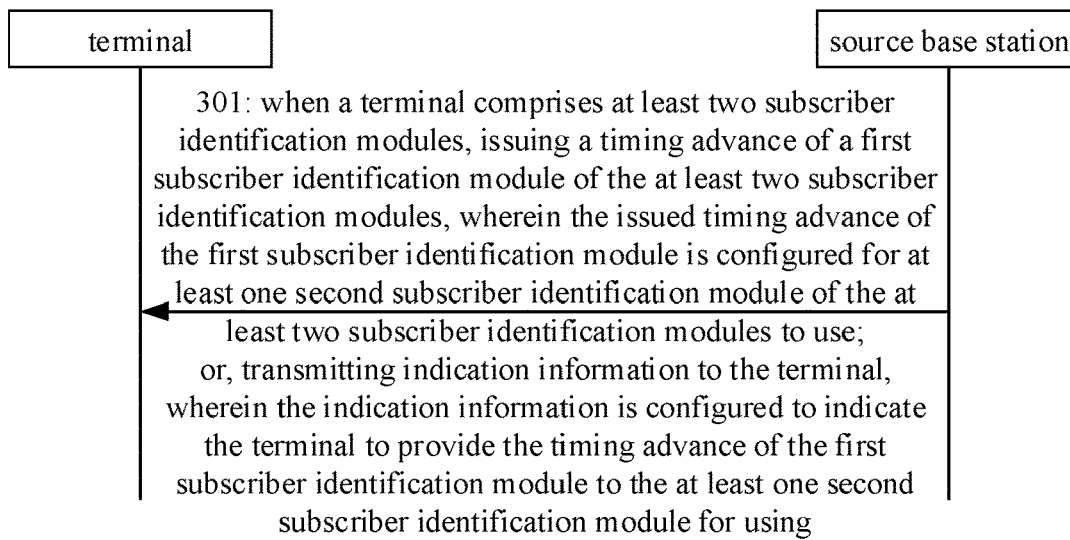 terminal
source base station
301: when a terminal comprises at least two subscriber
identification modules, issuing a timing advance of a first
subscriber identification module of the at least two subscriber
identification modules, wherein the issued timing advance of
the first subscriber identification module is configured for at
least one second subscriber identification module of the at
least two subscriber identification modules to use;
or, transmitting indication information to the terminal,
wherein the indication information is configured to indicate
the terminal to provide the timing advance of the first
subscriber identification module to the at least one second
subscriber identification module for using